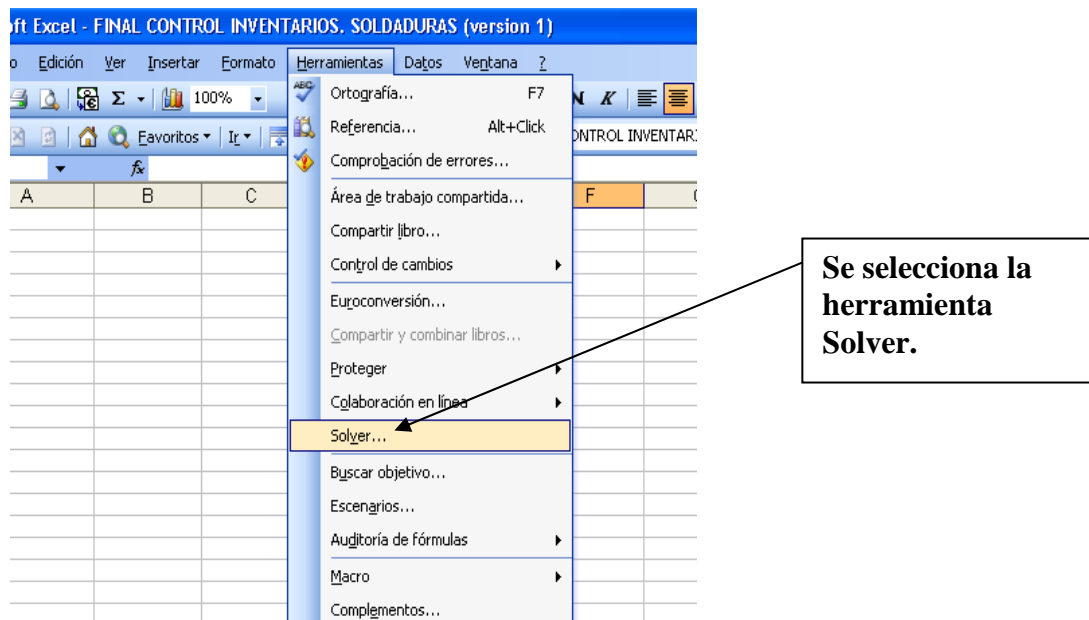 oft Excel - FINAL CONTROL INVENTARIOS. SOLDADURAS (version 1)
o Edición Ver Insertar Formato Herramientas Datos Ventana ?
100% N K
Favoritos Ir ONTROL INVENTAR
fx
A B C F
Ortografía... F7
Referencia... Alt+Click
Comprobación de errores...
Área de trabajo compartida...
Compartir libro...
Control de cambios
Euroconversión...
Compartir y combinar libros...
Proteger
Colaboración en línea
Solver...
Buscar objetivo...
Escenarios...
Auditoría de fórmulas
Macro
Complementos...
Se selecciona la
herramienta
Solver.